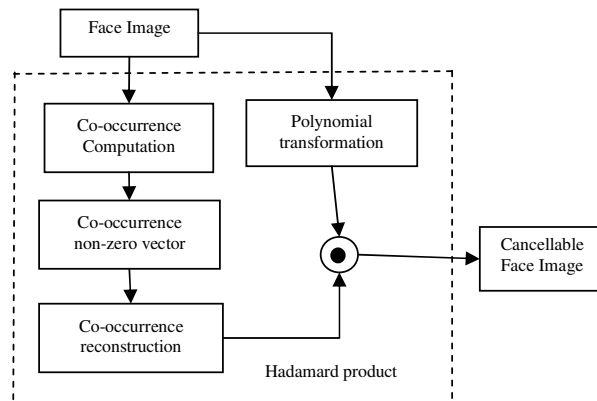 Face Image
Co-occurrence
Computation
Polynomial
transformation
Co-occurrence
non-zero vector
Cancellable
Face Image
Co-occurrence
reconstruction
Hadamard product